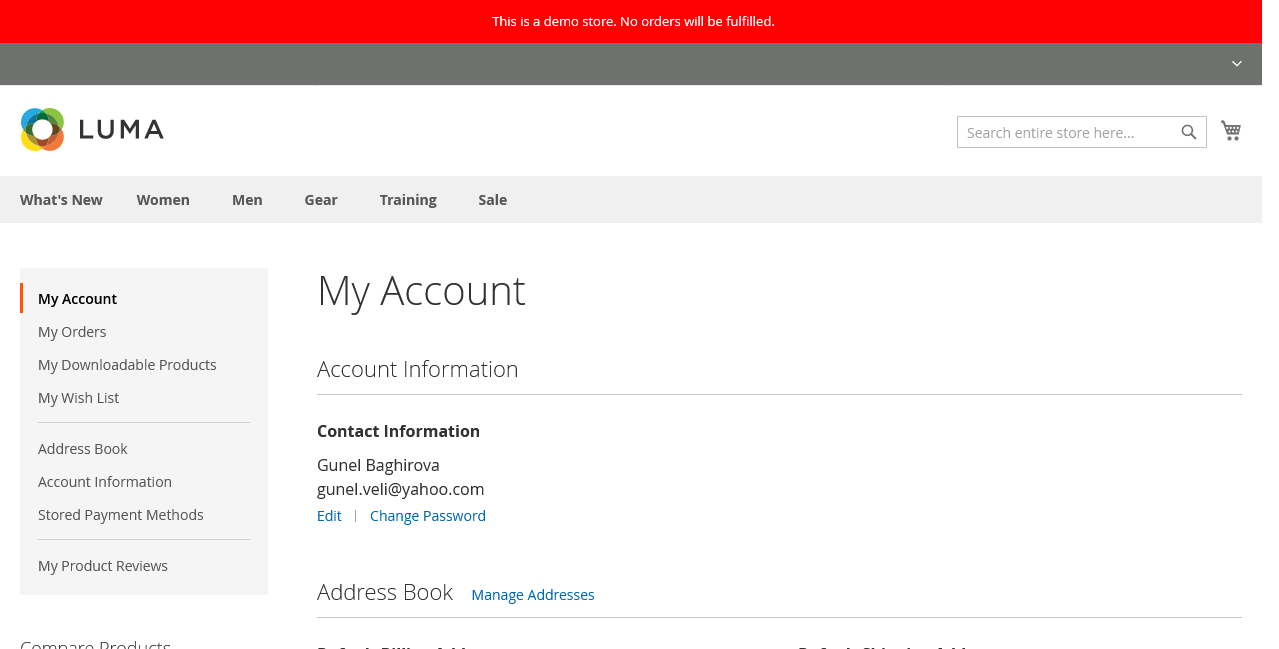 This is a demo store. No orders will be fulfilled.
LUMA
Search entire store here...
What's New Women Men Gear Training Sale
My Account
My Orders
My Downloadable Products
My Wish List
Address Book
Account Information
Stored Payment Methods
My Product Reviews
Compare Products
My Account
Account Information
Contact Information
Gunel Baghirova
gunel.veli@yahoo.com
Edit | Change Password
Address Book Manage Addresses